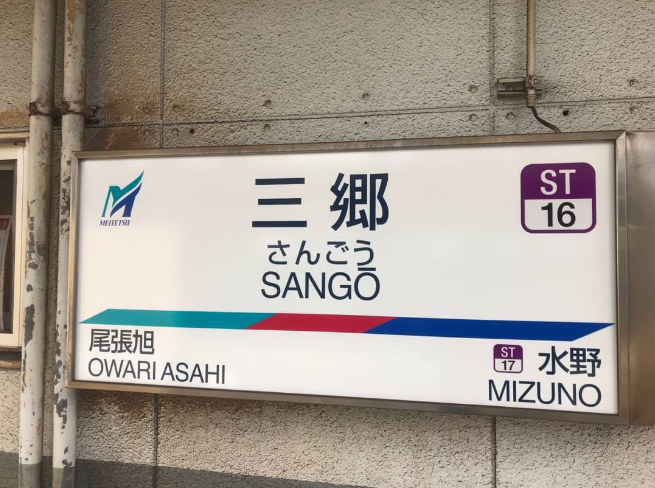 MEITETSU
三郷
さんごう
SANGŌ
ST
16
尾張旭
OWARI ASAHI
ST
17
水野
MIZUNO